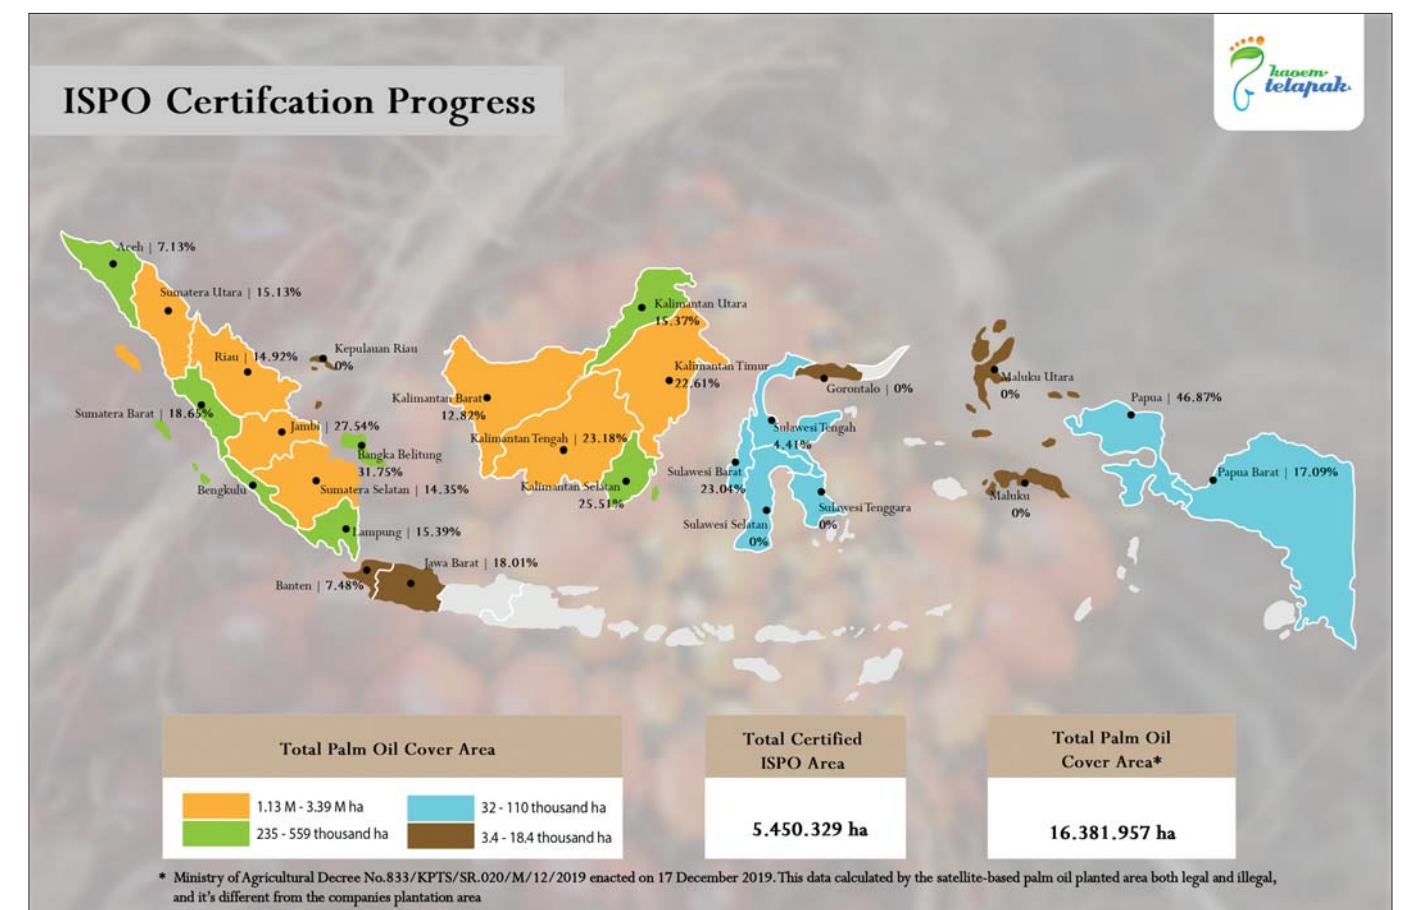 kaoem
telapak
ISPO Certifcation Progress
Aceh | 7.13%
Sumatera Utara | 15.13%
Riau | 14.92%
Kepulauan Riau
0%
Sumatera Barat | 18.65%
Jambi | 27.54%
Bangka Belitung
31.75%
Bengkulu
Sumatera Selatan | 14.35%
Lampung | 15.39%
Banten | 7.48%
Jawa Barat | 18.01%
Kalimantan Utara
15.37%
Kalimantan Timur
22.61%
Kalimantan Barat
12.82%
Kalimantan Tengah | 23.18%
Kalimantan Selatan
25.51%
Gorontalo | 0%
Sulawesi Tengah
4.41%
Sulawesi Barat
23.04%
Sulawesi Tenggara
0%
Sulawesi Selatan
0%
Maluku Utara
0%
Maluku
0%
Papua | 46.87%
Papua Barat | 17.09%
Total Palm Oil Cover Area
1.13 M - 3.39 M ha
32 - 110 thousand ha
235 - 559 thousand ha
3.4 - 18.4 thousand ha
Total Certified
ISPO Area
5.450.329 ha
Total Palm Oil
Cover Area*
16.381.957 ha
* Ministry of Agricultural Decree No.833/KPTS/SR.020/M/12/2019 enacted on 17 December 2019. This data calculated by the satellite-based palm oil planted area both legal and illegal,
and it's different from the companies plantation area